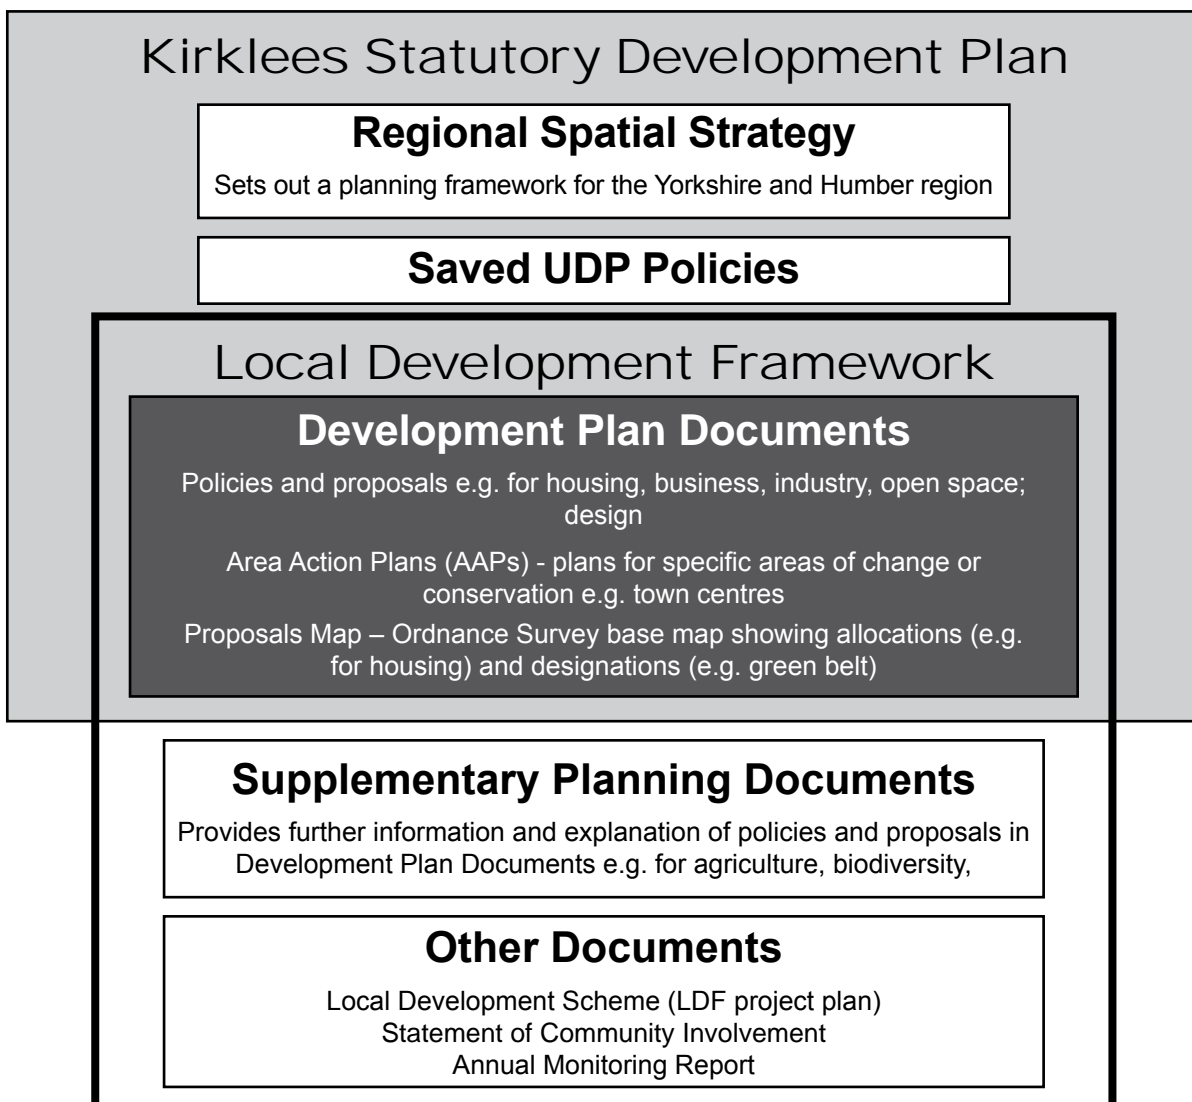 Kirklees Statutory Development Plan
Regional Spatial Strategy
Sets out a planning framework for the Yorkshire and Humber region
Saved UDP Policies
Local Development Framework
Development Plan Documents
Policies and proposals e.g. for housing, business, industry, open space;
design
Area Action Plans (AAPs) - plans for specific areas of change or
conservation e.g. town centres
Proposals Map – Ordnance Survey base map showing allocations (e.g.
for housing) and designations (e.g. green belt)
Supplementary Planning Documents
Provides further information and explanation of policies and proposals in
Development Plan Documents e.g. for agriculture, biodiversity,
Other Documents
Local Development Scheme (LDF project plan)
Statement of Community Involvement
Annual Monitoring Report